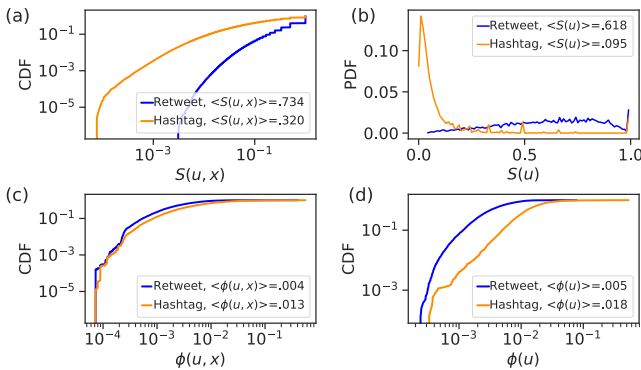 (a)
CDF
10⁻¹
10⁻³
10⁻⁵
Retweet, <S(u, x)>=.734
Hashtag, <S(u, x)>=.320
10⁻³
10⁻¹
S(u, x)
(b)
PDF
0.10
0.05
0.00
Retweet, <S(u)>=.618
Hashtag, <S(u)>=.095
0.0
0.5
1.0
S(u)
(c)
CDF
10⁻¹
10⁻³
10⁻⁵
Retweet, <ϕ(u, x)>=.004
Hashtag, <ϕ(u, x)>=.013
10⁻⁴
10⁻³
10⁻²
10⁻¹
ϕ(u, x)
(d)
CDF
10⁻¹
10⁻³
Retweet, <ϕ(u)>=.005
Hashtag, <ϕ(u)>=.018
10⁻³
10⁻²
10⁻¹
ϕ(u)